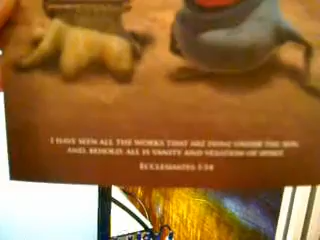 I HAVE SEEN ALL THE WORKS THAT ARE DONE UNDER THE SUN
AND, BEHOLD, ALL IS VANITY AND VEXATION OF SPIRIT.
ECCLESIASTES 1:14